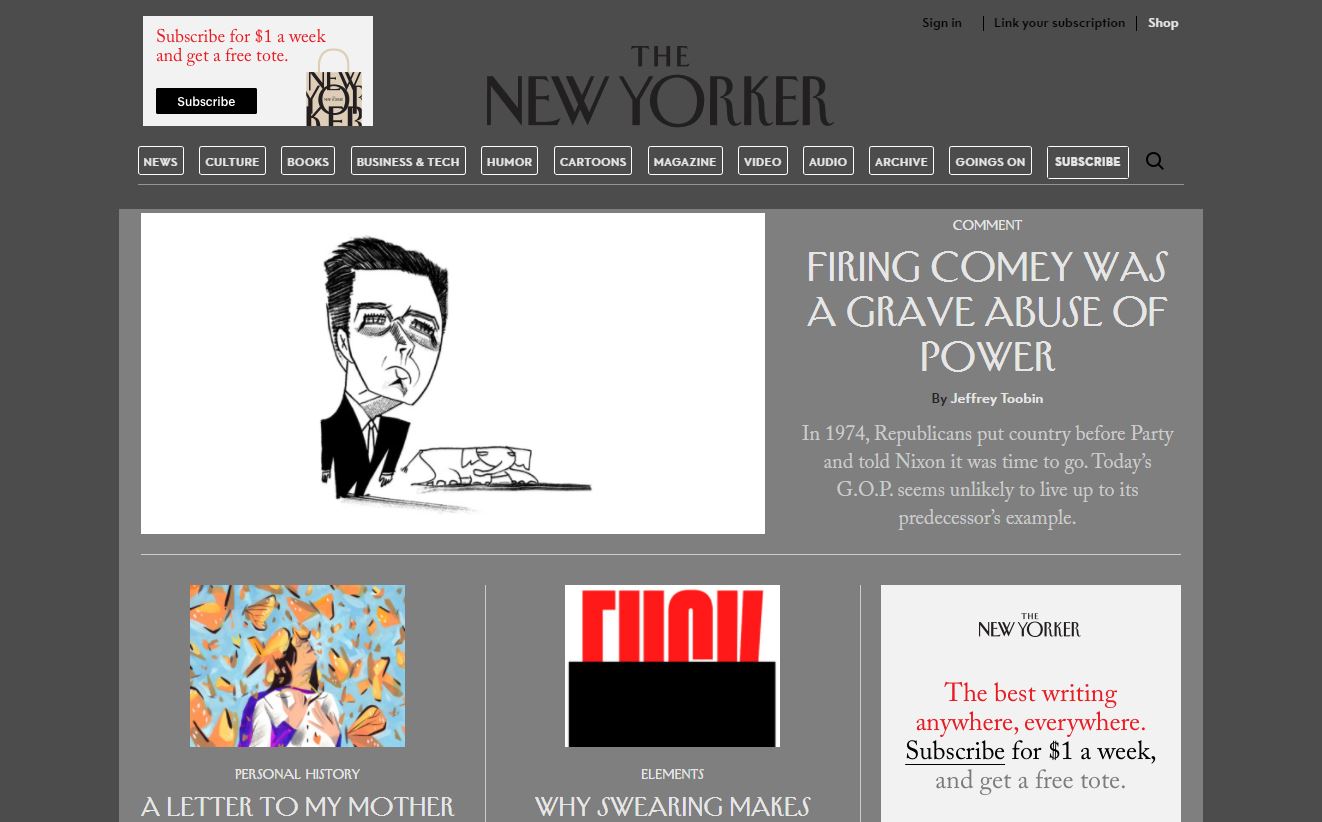 Subscribe for $1 a week
and get a free tote.
Subscribe
NEW
YOR
KER
Sign in
Link your subscription
Shop
THE
NEW YORKER
NEWS
CULTURE
BOOKS
BUSINESS & TECH
HUMOR
CARTOONS
MAGAZINE
VIDEO
AUDIO
ARCHIVE
GOINGS ON
SUBSCRIBE
COMMENT
FIRING COMEY WAS
A GRAVE ABUSE OF
POWER
By Jeffrey Toobin
In 1974, Republicans put country before Party
and told Nixon it was time to go. Today's
G.O.P. seems unlikely to live up to its
predecessor's example.
PERSONAL HISTORY
A LETTER TO MY MOTHER
ELEMENTS
WHY SWEARING MAKES
THE
NEW YORKER
The best writing
anywhere, everywhere.
Subscribe for $1 a week,
and get a free tote.